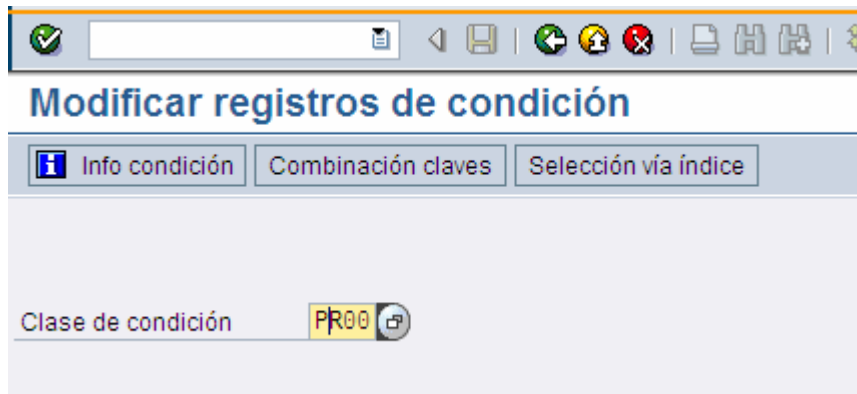 Modificar registros de condición
Info condición Combinación claves Selección vía índice
Clase de condición PR00